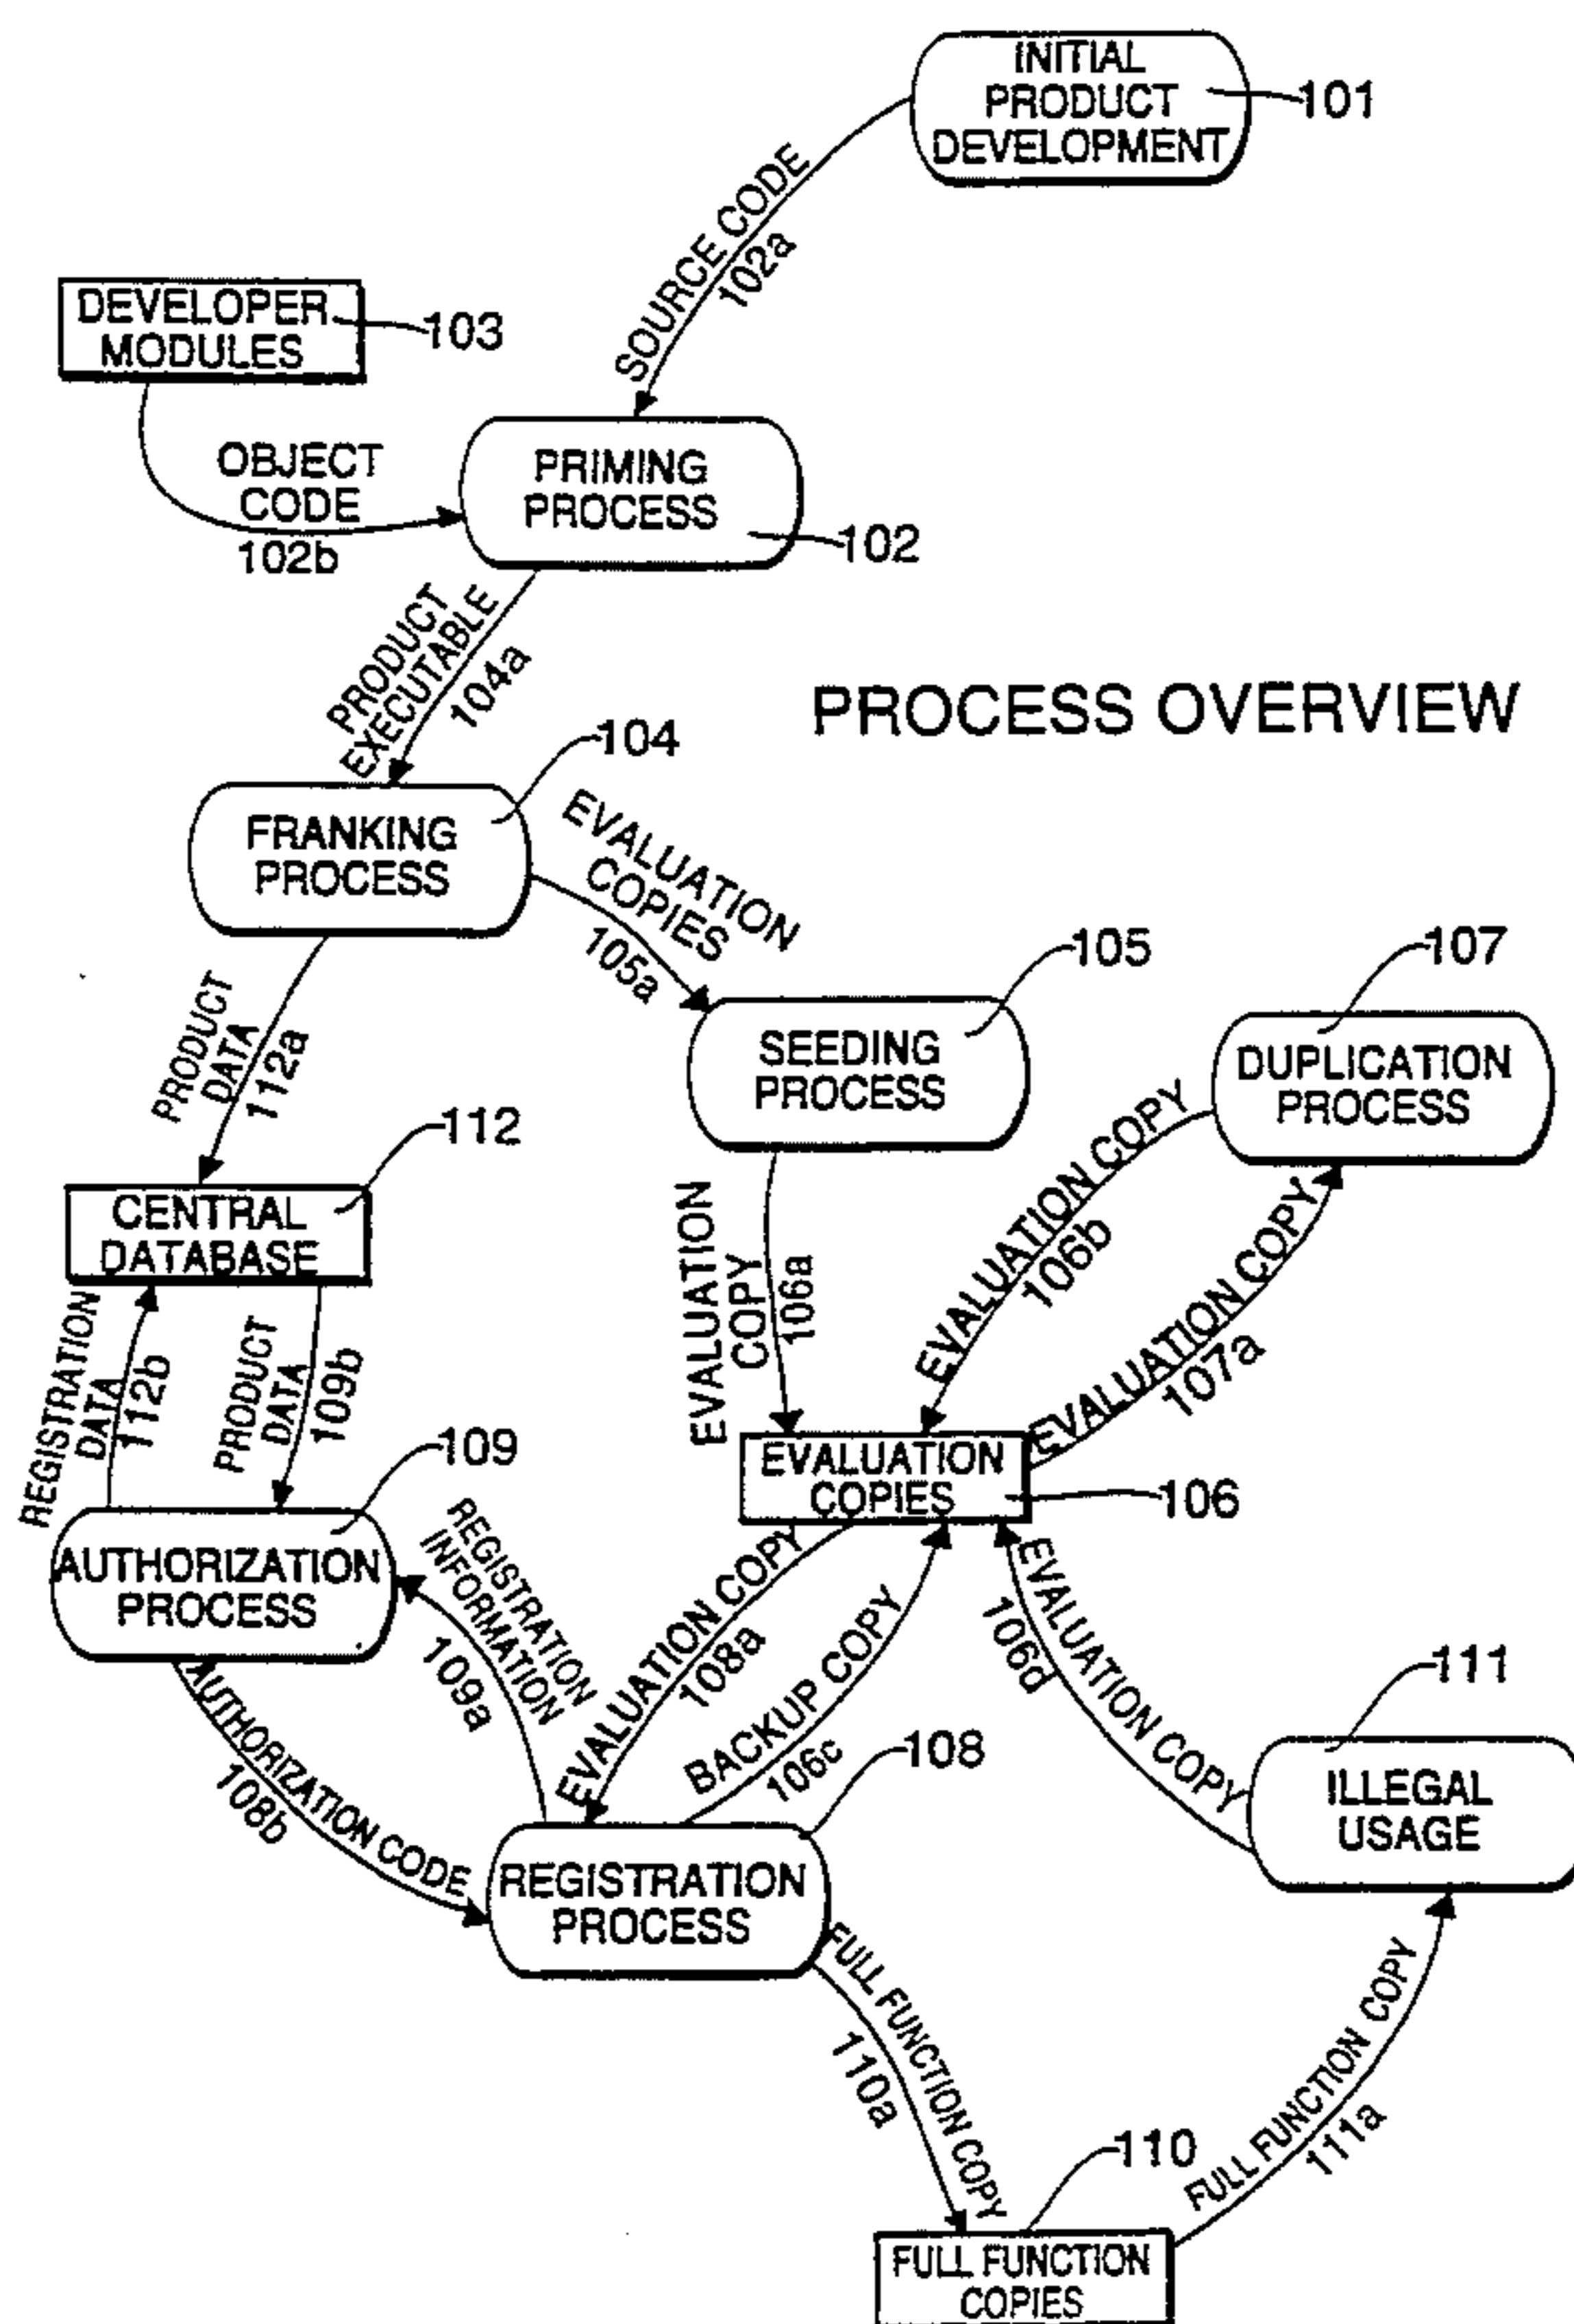 INITIAL
PRODUCT
DEVELOPMENT
101
SOURCE CODE
102a
DEVELOPER
MODULES
103
OBJECT
CODE
102b
PRIMING
PROCESS
102
PRODUCT
EXECUTABLE
104a
PROCESS OVERVIEW
104
FRANKING
PROCESS
EVALUATION
COPIES
105a
105
SEEDING
PROCESS
107
DUPLICATION
PROCESS
PRODUCT
DATA
112a
112
CENTRAL
DATABASE
EVALUATION
COPY
106a
EVALUATION COPY
106b
EVALUATION COPY
107a
REGISTRATION
DATA
112b
PRODUCT
DATA
109b
109
AUTHORIZATION
PROCESS
EVALUATION
COPIES
106
REGISTRATION
INFORMATION
109a
EVALUATION COPY
108a
BACKUP COPY
106c
EVALUATION COPY
106d
111
ILLEGAL
USAGE
AUTHORIZATION CODE
108b
108
REGISTRATION
PROCESS
FULL FUNCTION COPY
110a
FULL FUNCTION COPY
111a
110
FULL FUNCTION
COPIES